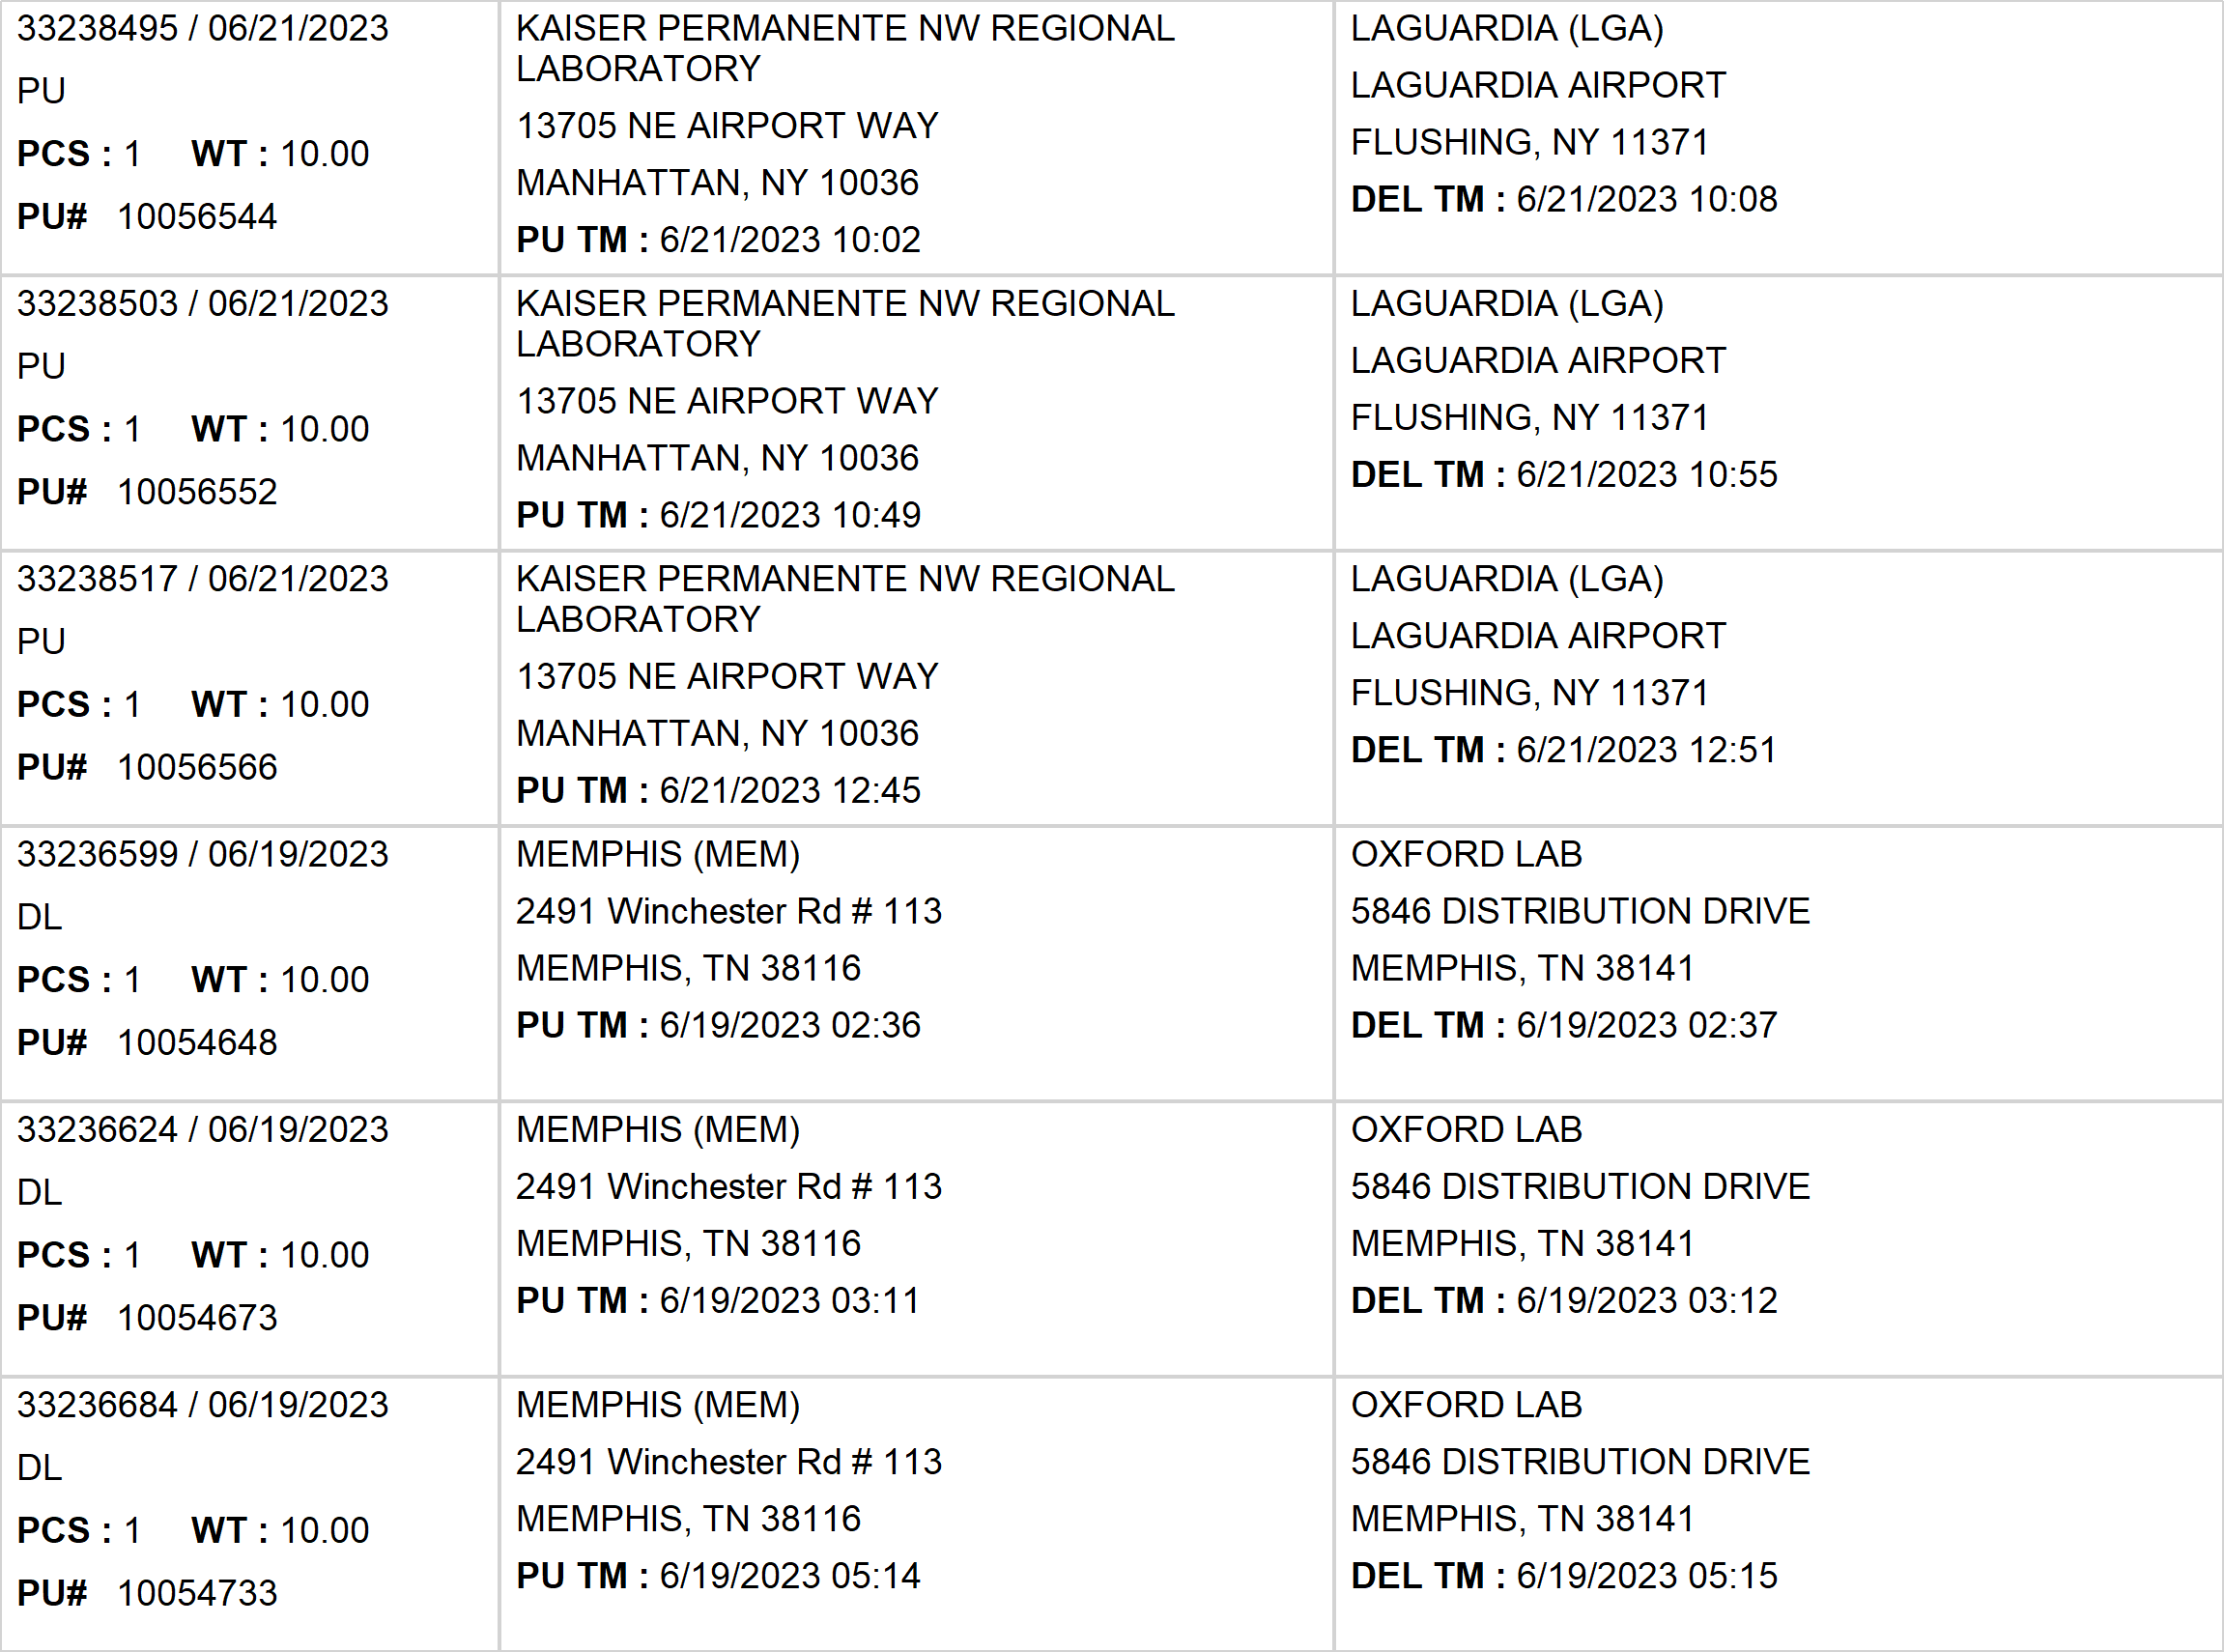 33238495 / 06/21/2023
PU
PCS : 1 WT : 10.00
PU# 10056544
KAISER PERMANENTE NW REGIONAL
LABORATORY
13705 NE AIRPORT WAY
MANHATTAN, NY 10036
PU TM : 6/21/2023 10:02
LAGUARDIA (LGA)
LAGUARDIA AIRPORT
FLUSHING, NY 11371
DEL TM : 6/21/2023 10:08
33238503 / 06/21/2023
PU
PCS : 1 WT : 10.00
PU# 10056552
KAISER PERMANENTE NW REGIONAL
LABORATORY
13705 NE AIRPORT WAY
MANHATTAN, NY 10036
PU TM : 6/21/2023 10:49
LAGUARDIA (LGA)
LAGUARDIA AIRPORT
FLUSHING, NY 11371
DEL TM : 6/21/2023 10:55
33238517 / 06/21/2023
PU
PCS : 1 WT : 10.00
PU# 10056566
KAISER PERMANENTE NW REGIONAL
LABORATORY
13705 NE AIRPORT WAY
MANHATTAN, NY 10036
PU TM : 6/21/2023 12:45
LAGUARDIA (LGA)
LAGUARDIA AIRPORT
FLUSHING, NY 11371
DEL TM : 6/21/2023 12:51
33236599 / 06/19/2023
DL
PCS : 1 WT : 10.00
PU# 10054648
MEMPHIS (MEM)
2491 Winchester Rd # 113
MEMPHIS, TN 38116
PU TM : 6/19/2023 02:36
OXFORD LAB
5846 DISTRIBUTION DRIVE
MEMPHIS, TN 38141
DEL TM : 6/19/2023 02:37
33236624 / 06/19/2023
DL
PCS : 1 WT : 10.00
PU# 10054673
MEMPHIS (MEM)
2491 Winchester Rd # 113
MEMPHIS, TN 38116
PU TM : 6/19/2023 03:11
OXFORD LAB
5846 DISTRIBUTION DRIVE
MEMPHIS, TN 38141
DEL TM : 6/19/2023 03:12
33236684 / 06/19/2023
DL
PCS : 1 WT : 10.00
PU# 10054733
MEMPHIS (MEM)
2491 Winchester Rd # 113
MEMPHIS, TN 38116
PU TM : 6/19/2023 05:14
OXFORD LAB
5846 DISTRIBUTION DRIVE
MEMPHIS, TN 38141
DEL TM : 6/19/2023 05:15